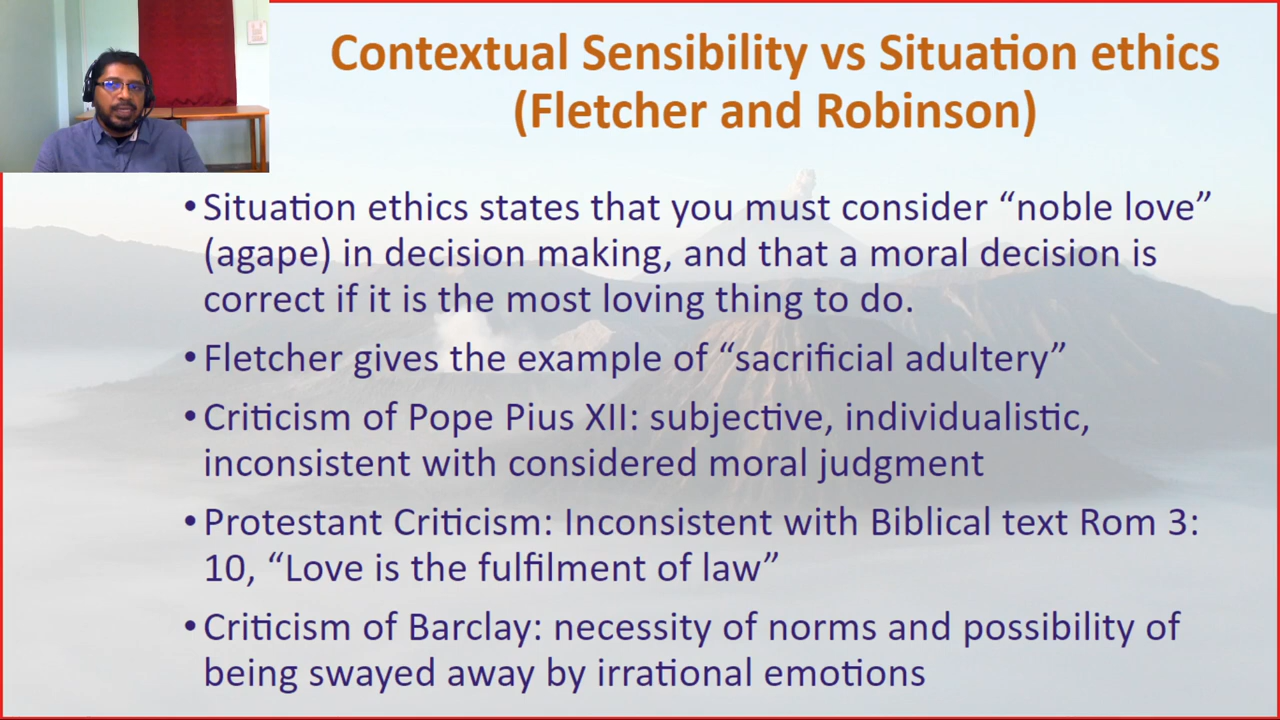 Contextual Sensibility vs Situation ethics
(Fletcher and Robinson)
• Situation ethics states that you must consider “noble love”
(agape) in decision making, and that a moral decision is
correct if it is the most loving thing to do.
• Fletcher gives the example of “sacrificial adultery”
• Criticism of Pope Pius XII: subjective, individualistic,
inconsistent with considered moral judgment
• Protestant Criticism: Inconsistent with Biblical text Rom 3:
10, “Love is the fulfilment of law”
• Criticism of Barclay: necessity of norms and possibility of
being swayed away by irrational emotions